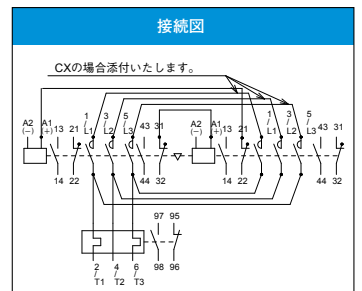 接続図
CXの場合添付いたします。
A2 A1 13 21 1 3 5 43 31 A2 A1 13 21 1 3 5 43 31
(−) (+) / / / (−) (+) / / /
L1 L2 L3 L1 L2 L3
14 22 44 32 14 22 44 32
97 95
2 4 6 98 96
/ / /
T1 T2 T3